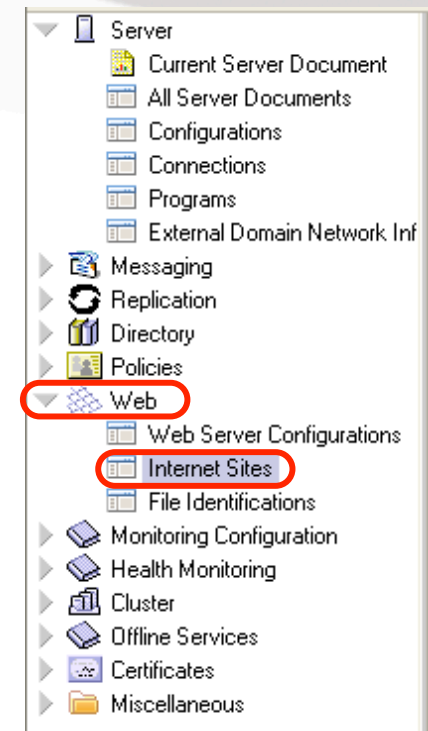 Server
Current Server Document
All Server Documents
Configurations
Connections
Programs
External Domain Network Inf
Messaging
Replication
Directory
Policies
Web
Web Server Configurations
Internet Sites
File Identifications
Monitoring Configuration
Health Monitoring
Cluster
Offline Services
Certificates
Miscellaneous